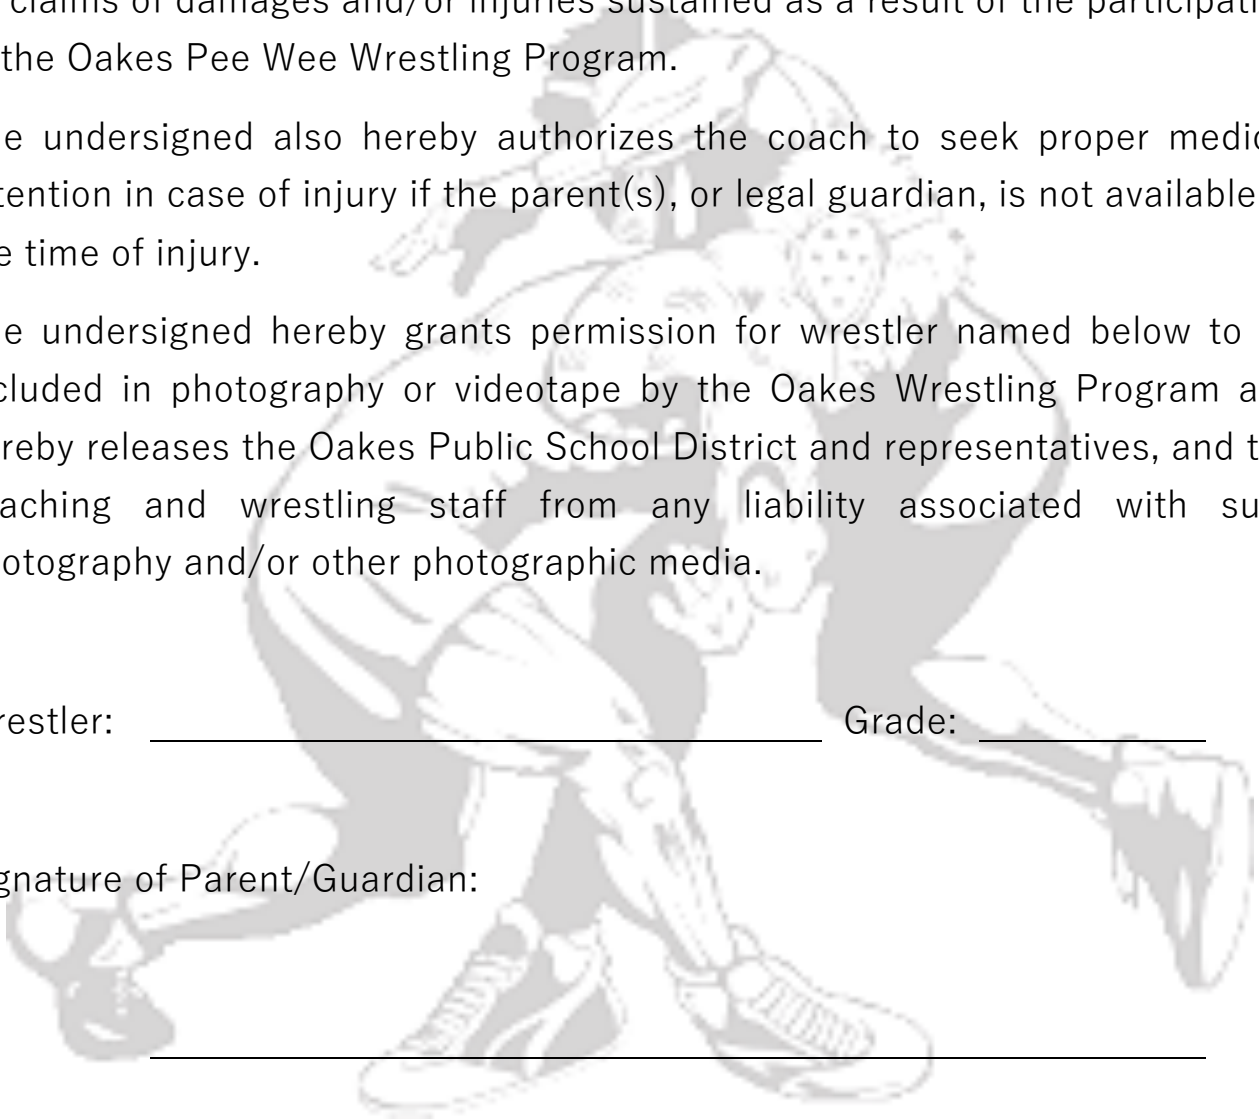 claims of damages and/or injuries sustained as a result of the participat
the Oakes Pee Wee Wrestling Program.
e undersigned also hereby authorizes the coach to seek proper medic
tention in case of injury if the parent(s), or legal guardian, is not available
e time of injury.
e undersigned hereby grants permission for wrestler named below to
cluded in photography or videotape by the Oakes Wrestling Program a
reby releases the Oakes Public School District and representatives, and t
aching and wrestling staff from any liability associated with su
otography and/or other photographic media.
restler: Grade:
gnature of Parent/Guardian: